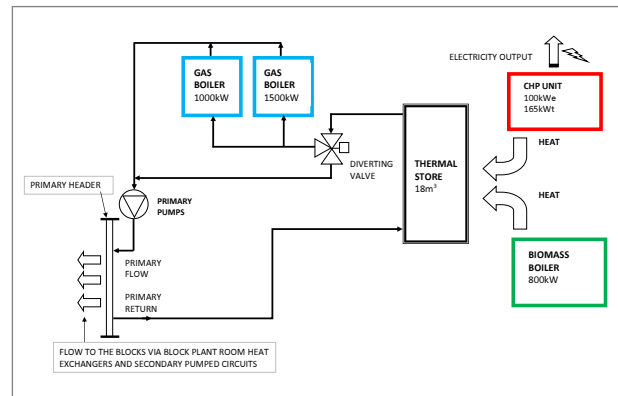 ELECTRICITY OUTPUT
GAS
BOILER
1000kW
GAS
BOILER
1500kW
CHP UNIT
100kWe
165kWt
HEAT
DIVERTING
VALVE
THERMAL
STORE
18m³
HEAT
PRIMARY HEADER
PRIMARY
PUMPS
BIOMASS
BOILER
800kW
PRIMARY
FLOW
PRIMARY
RETURN
FLOW TO THE BLOCKS VIA BLOCK PLANT ROOM HEAT
EXCHANGERS AND SECONDARY PUMPED CIRCUITS